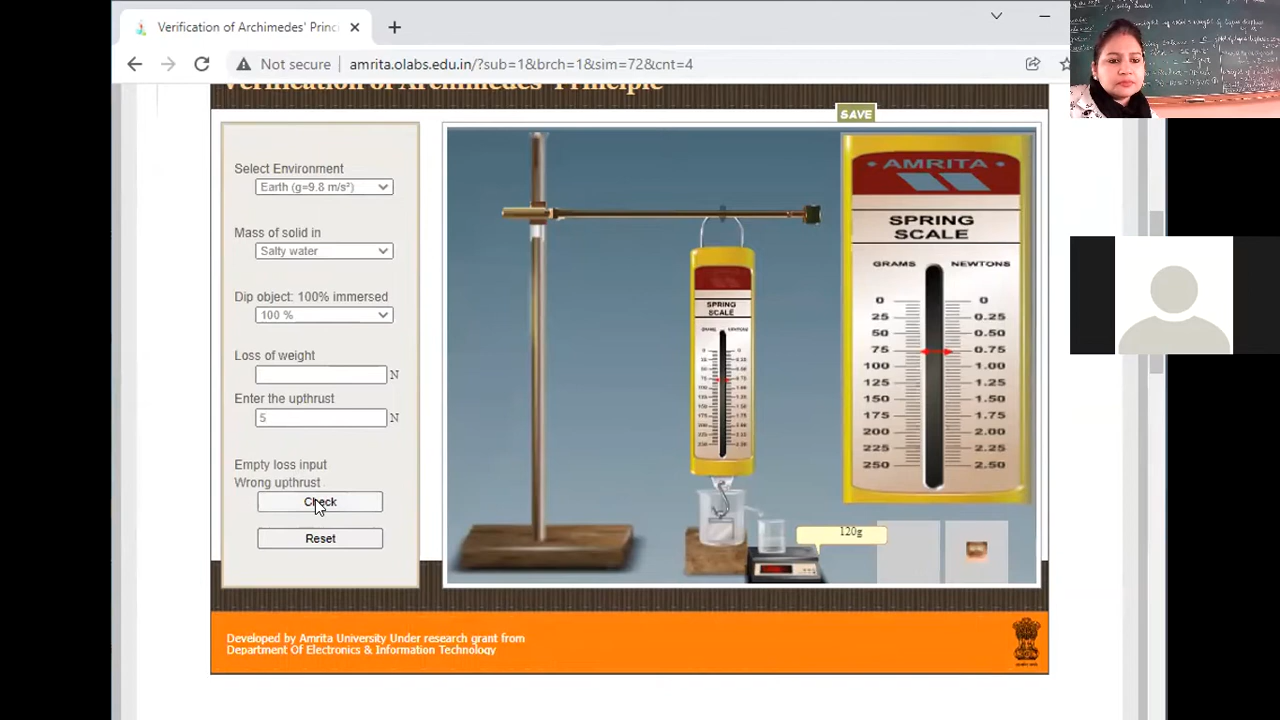 Verification of Archimedes' Princ
Not secure
amrita.olabs.edu.in/?sub=1&brch=1&sim=72&cnt=4
Verification of Archimedes' Principle
SAVE
Select Environment
Earth (g=9.8 m/s²)
Mass of solid in
Salty water
Dip object: 100% immersed
100 %
Loss of weight
N
Enter the upthrust
5 N
Empty loss input
Wrong upthrust
Check
Reset
SPRING
SCALE
120g
• AMRITA •
SPRING
SCALE
GRAMS NEWTONS
0 0
25 0.25
50 0.50
75 0.75
100 1.00
125 1.25
150 1.50
175 1.75
200 2.00
225 2.25
250 2.50
Developed by Amrita University Under research grant from
Department Of Electronics & Information Technology